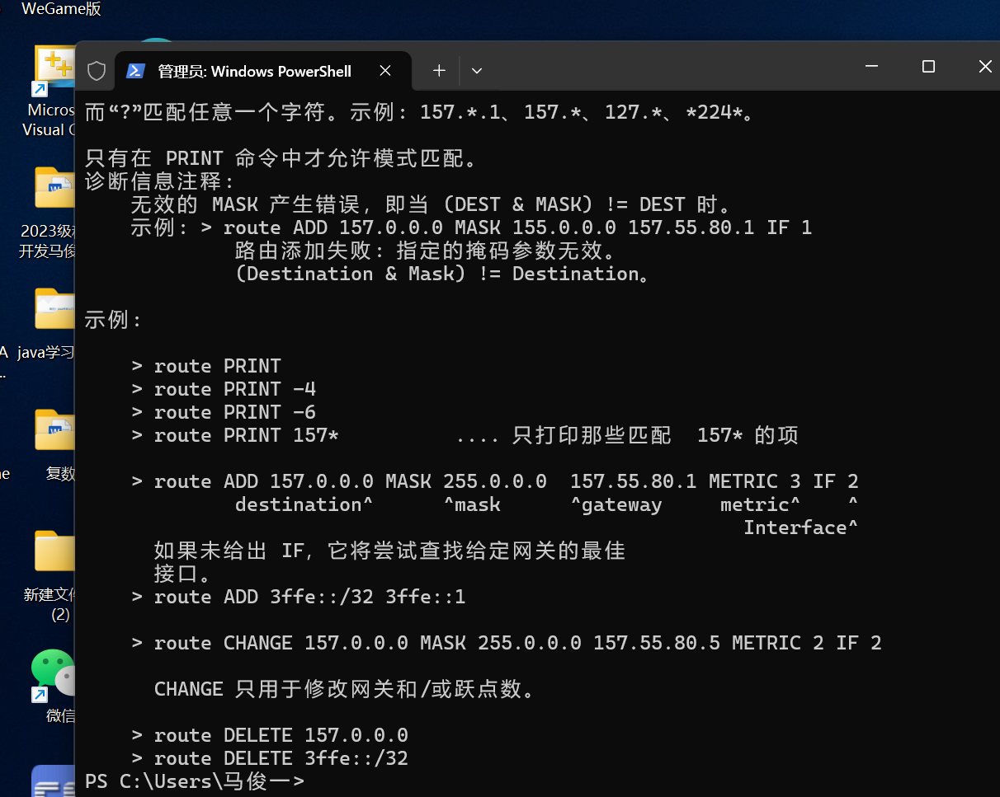 WeGame版
管理员: Windows PowerShell
Micros
Visual C
2023级
开发马俊
A java学习
..
复数
新建文件
(2)
微信
而“?”匹配任意一个字符。示例: 157.*.1、157.*、127.*、*224*。
只有在 PRINT 命令中才允许模式匹配。
诊断信息注释:
无效的 MASK 产生错误, 即当 (DEST & MASK) != DEST 时。
示例: > route ADD 157.0.0.0 MASK 155.0.0.0 157.55.80.1 IF 1
路由添加失败: 指定的掩码参数无效。
(Destination & Mask) != Destination。
示例:
> route PRINT
> route PRINT -4
> route PRINT -6
> route PRINT 157* .... 只打印那些匹配 157* 的项
> route ADD 157.0.0.0 MASK 255.0.0.0 157.55.80.1 METRIC 3 IF 2
destination^ ^mask ^gateway metric^ ^
Interface^
如果未给出 IF, 它将尝试查找给定网关的最佳
接口。
> route ADD 3ffe::/32 3ffe::1
> route CHANGE 157.0.0.0 MASK 255.0.0.0 157.55.80.5 METRIC 2 IF 2
CHANGE 只用于修改网关和/或跃点数。
> route DELETE 157.0.0.0
> route DELETE 3ffe::/32
PS C:\Users\马俊一>